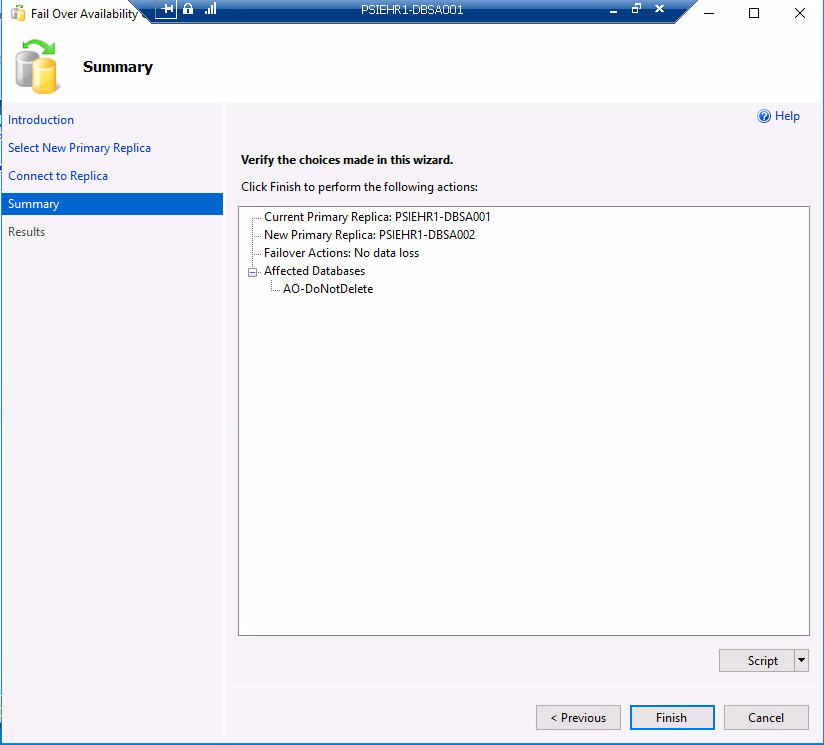 Fail Over Availability
PSIEHR1-DBSA001
Summary
Introduction
Select New Primary Replica
Connect to Replica
Summary
Results
Help
Verify the choices made in this wizard.
Click Finish to perform the following actions:
Current Primary Replica: PSIEHR1-DBSA001
New Primary Replica: PSIEHR1-DBSA002
Failover Actions: No data loss
Affected Databases
AO-DoNotDelete
Script
< Previous
Finish
Cancel